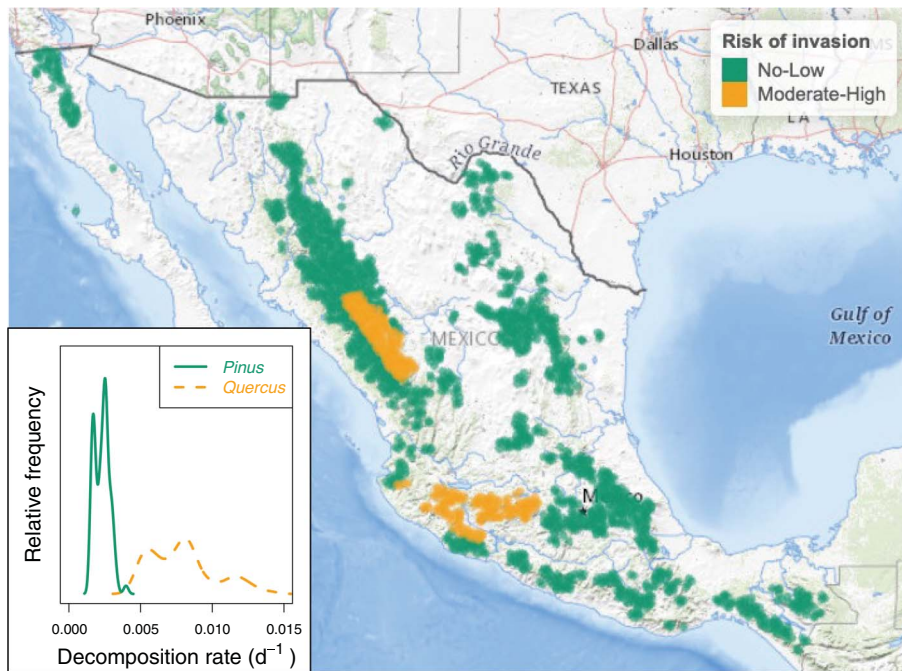 Phoenix
Dallas
TEXAS
LA
Houston
Rio Grande
Risk of invasion
No-Low
Moderate-High
MEXICO
Gulf of
Mexico
Pinus
Quercus
Relative frequency
0.000 0.005 0.010 0.015
Decomposition rate (d⁻¹ )